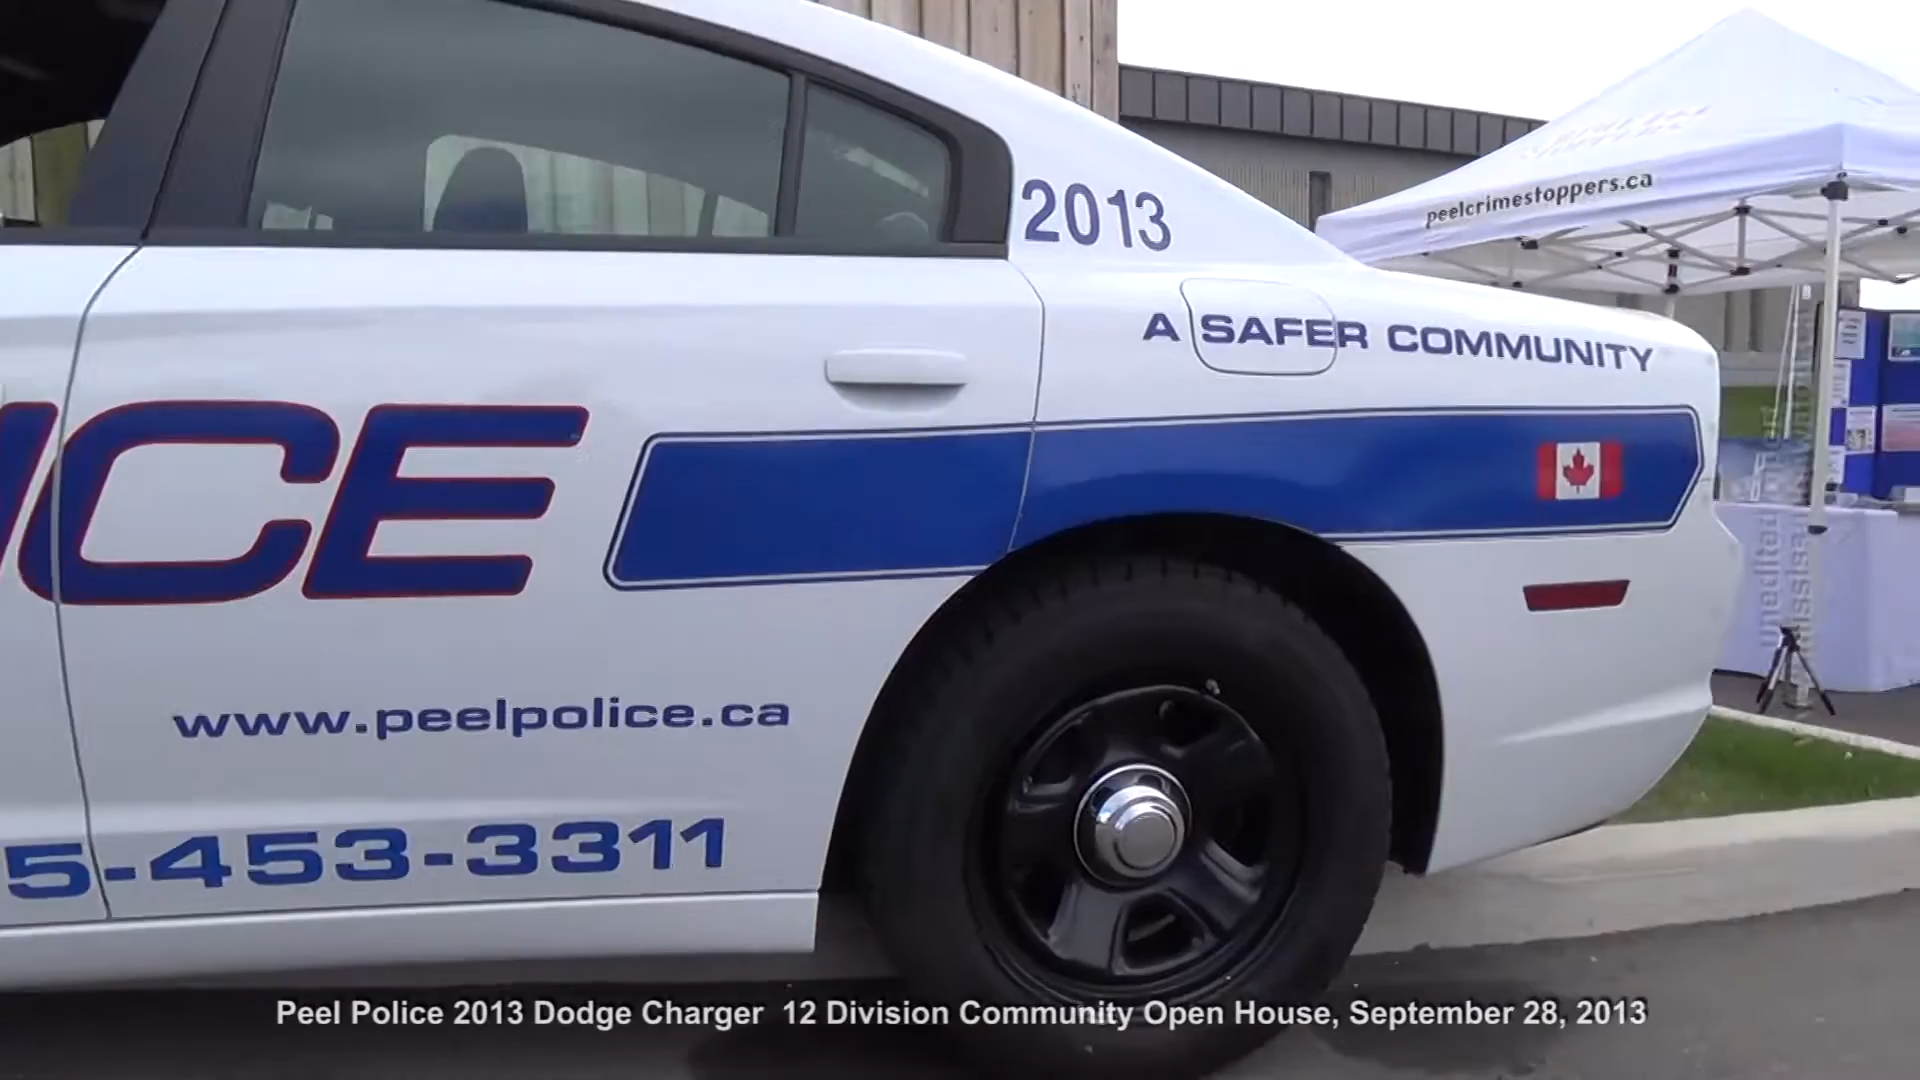 2013
peelcrimestoppers.ca
A SAFER COMMUNITY
ICE
www.peelpolice.ca
5-453-3311
Peel Police 2013 Dodge Charger 12 Division Community Open House, September 28, 2013